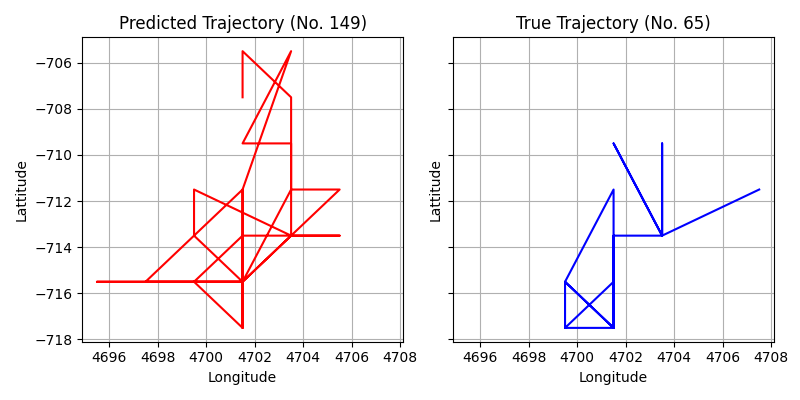 Predicted Trajectory (No. 149)
True Trajectory (No. 65)
Lattitude
−706
−708
−710
−712
−714
−716
−718
4696 4698 4700 4702 4704 4706 4708
Longitude
Lattitude
4696 4698 4700 4702 4704 4706 4708
Longitude